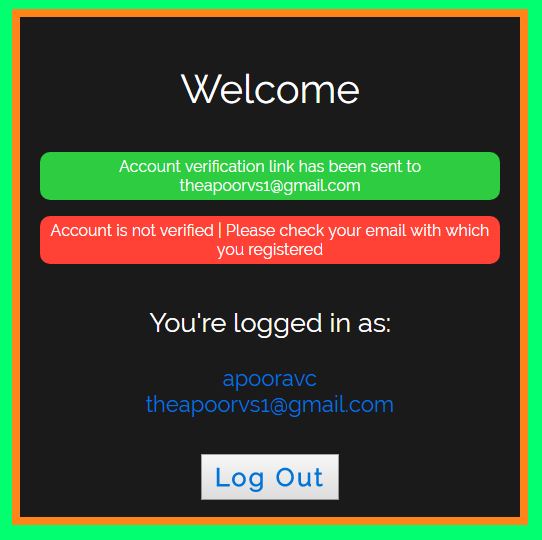 Welcome
Account verification link has been sent to
theapoorvs1@gmail.com
Account is not verified | Please check your email with which
you registered
You're logged in as:
apooravc
theapoorvs1@gmail.com
Log Out